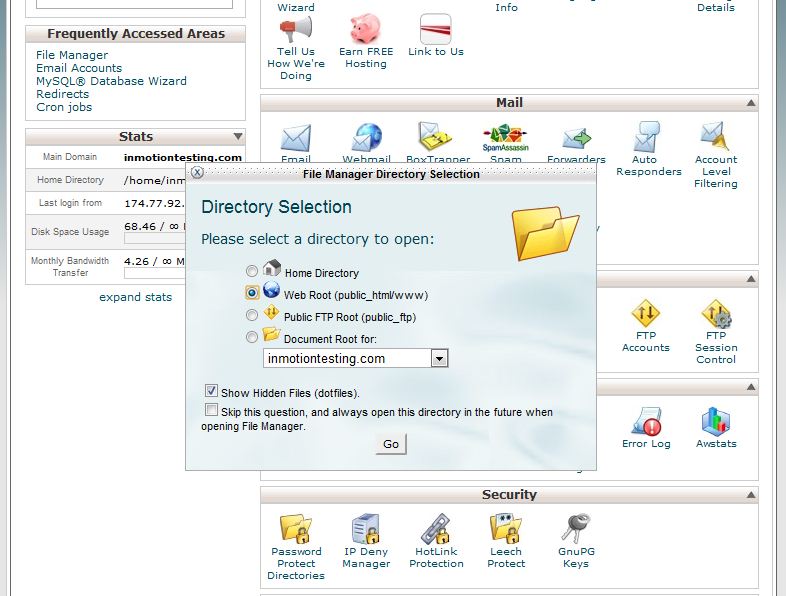 Wizard
Info
Details
Tell Us
How We're
Doing
Earn FREE
Hosting
Link to Us
Frequently Accessed Areas
File Manager
Email Accounts
MySQL® Database Wizard
Redirects
Cron jobs
Stats
Main Domain
inmotiontesting.com
Home Directory
/home/inm
Last login from
174.77.92.
Disk Space Usage
68.46 / ∞ M
Monthly Bandwidth
Transfer
4.26 / ∞ M
expand stats
Mail
Email
Webmail
BoxTrapper
SpamAssassin
Spam
Forwarders
Auto
Responders
Account
Level
Filtering
File Manager Directory Selection
Directory Selection
Please select a directory to open:
Home Directory
Web Root (public_html/www)
Public FTP Root (public_ftp)
Document Root for:
inmotiontesting.com
Show Hidden Files (dotfiles).
Skip this question, and always open this directory in the future when
opening File Manager.
Go
FTP
Accounts
FTP
Session
Control
Error Log
Awstats
Security
Password
Protect
Directories
IP Deny
Manager
HotLink
Protection
Leech
Protect
GnuPG
Keys